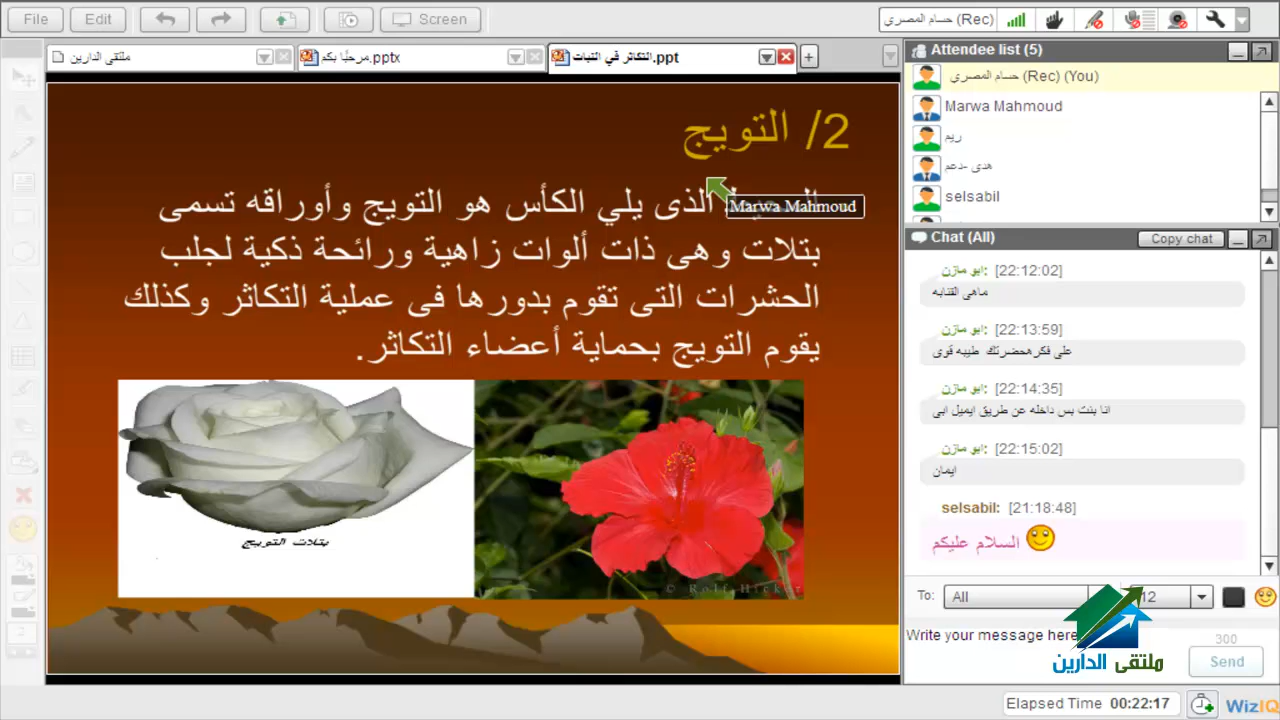 File
Edit
Screen
حسام المصري (Rec)
ملتقى الدارين
مرحبًا بكم.pptx
التكاثر في النبات.ppt
2/ التويج
الذى يلي الكأس هو التويج وأوراقه تسمى
Marwa Mahmoud
بتلات وهى ذات ألوات زاهية ورائحة ذكية لجلب
الحشرات التى تقوم بدورها فى عملية التكاثر وكذلك
يقوم التويج بحماية أعضاء التكاثر.
بتلات التويج
© Rolf Hicker
Attendee list (5)
حسام المصري (Rec) (You)
Marwa Mahmoud
ريم
هدى -دعم
selsabil
Chat (All)
Copy chat
ابو مازن: [22:12:02]
ماهى القنابه
ابو مازن: [22:13:59]
على فكرهحضرتك طيبه قوى
ابو مازن: [22:14:35]
انا بنت بس داخله عن طريق ايميل ابى
ابو مازن: [22:15:02]
ايمان
selsabil: [21:18:48]
السلام عليكم
To:
All
12
Write your message here
300
Send
ملتقى الدارين
Elapsed Time 00:22:17
WizIQ